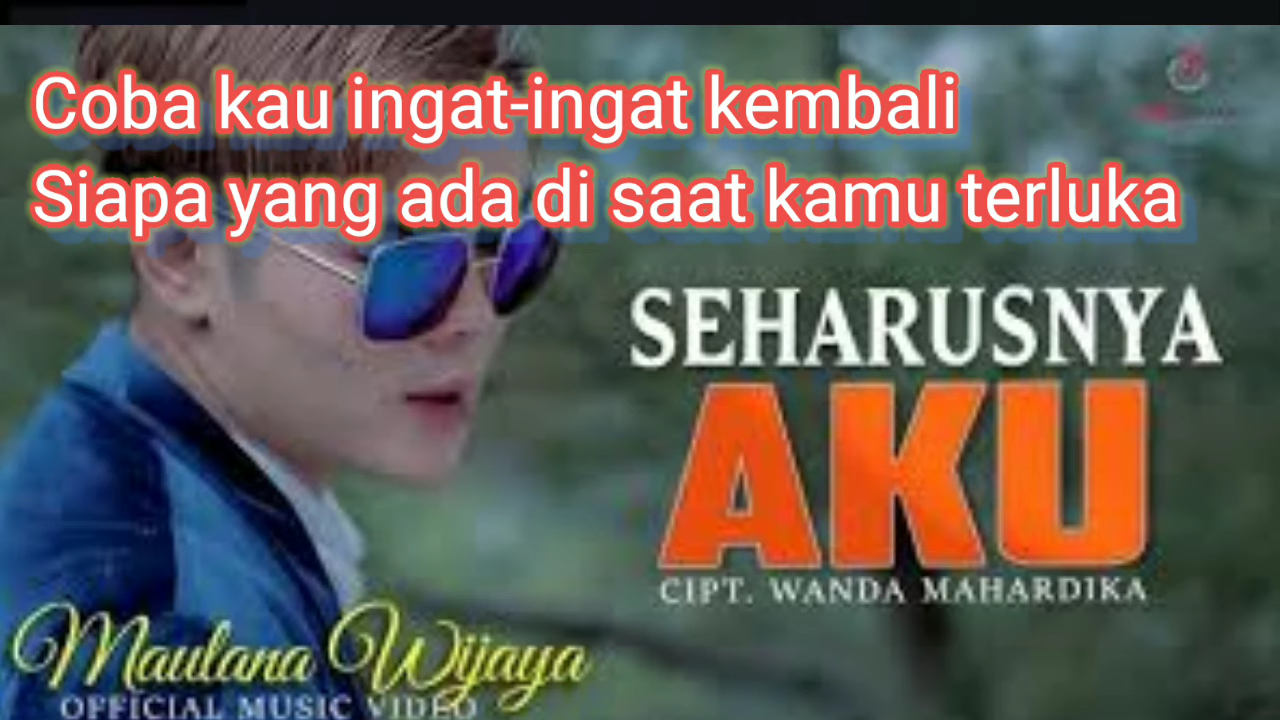 Coba kau ingat-ingat kembali
Siapa yang ada di saat kamu terluka
SEHARUSNYA
AKU
CIPT. WANDA MAHARDIKA
Maulana Wijaya
OFFICIAL MUSIC VIDEO